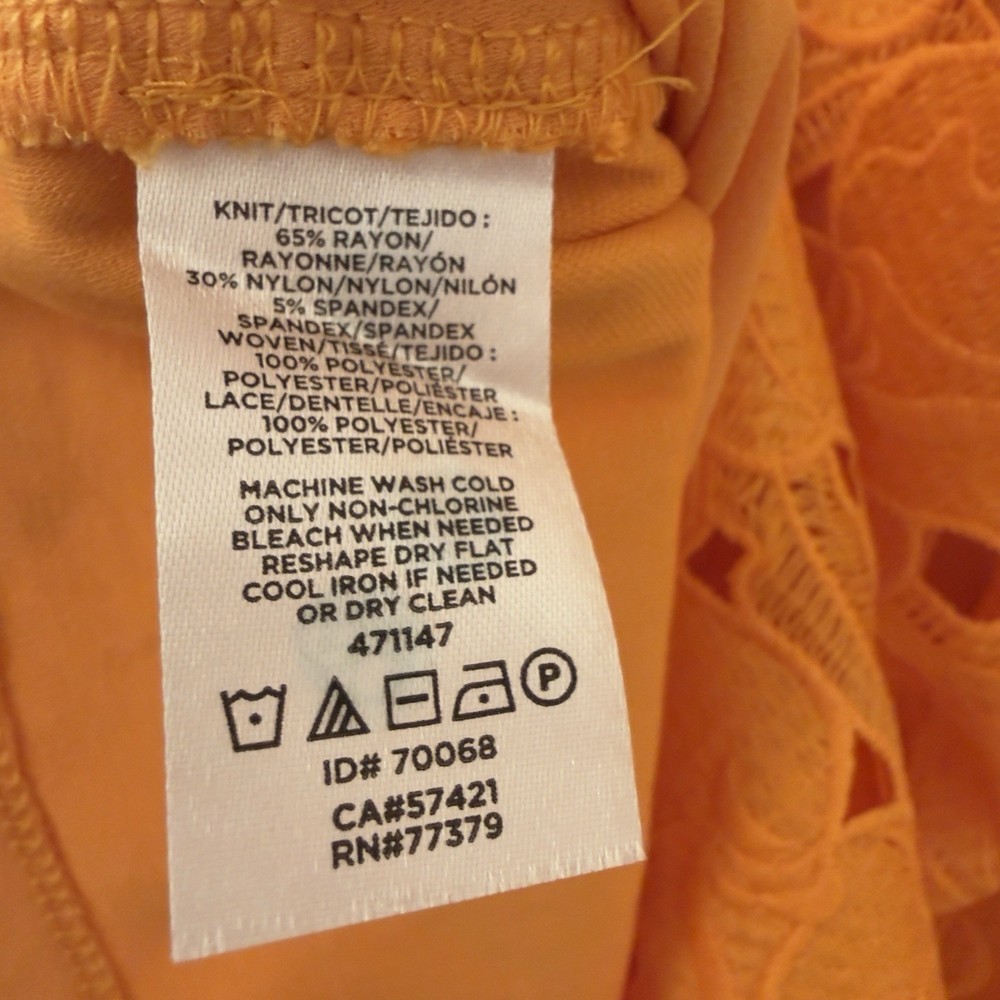 KNIT/TRICOT/TEJIDO :
65% RAYON/
RAYONNE/RAYÓN
30% NYLON/NYLON/NILÓN
5% SPANDEX/
SPANDEX/SPANDEX
WOVEN/TISSÉ/TEJIDO :
100% POLYESTER/
POLYESTER/POLIÉSTER
LACE/DENTELLE/ENCAJE :
100% POLYESTER/
POLYESTER/POLIÉSTER
MACHINE WASH COLD
ONLY NON-CHLORINE
BLEACH WHEN NEEDED
RESHAPE DRY FLAT
COOL IRON IF NEEDED
OR DRY CLEAN
471147
P
ID# 70068
CA#57421
RN#77379